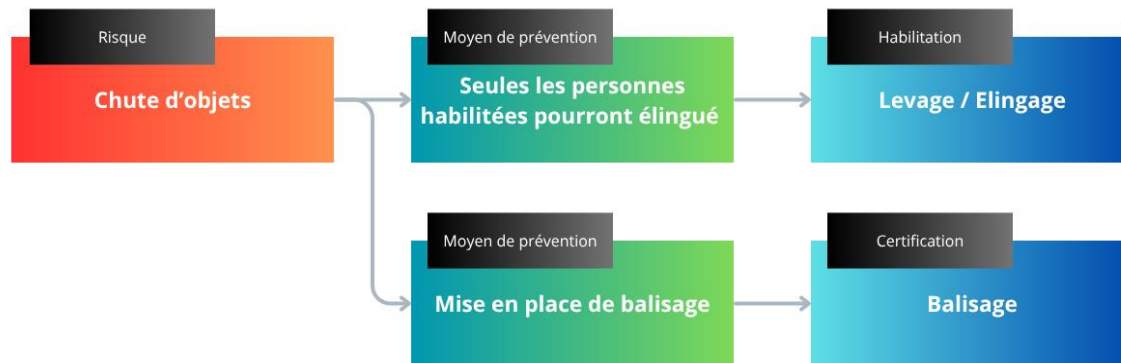 Risque
Chute d’objets
Moyen de prévention
Seules les personnes
habilitées pourront élingué
Habilitation
Levage / Elingage
Moyen de prévention
Mise en place de balisage
Certification
Balisage